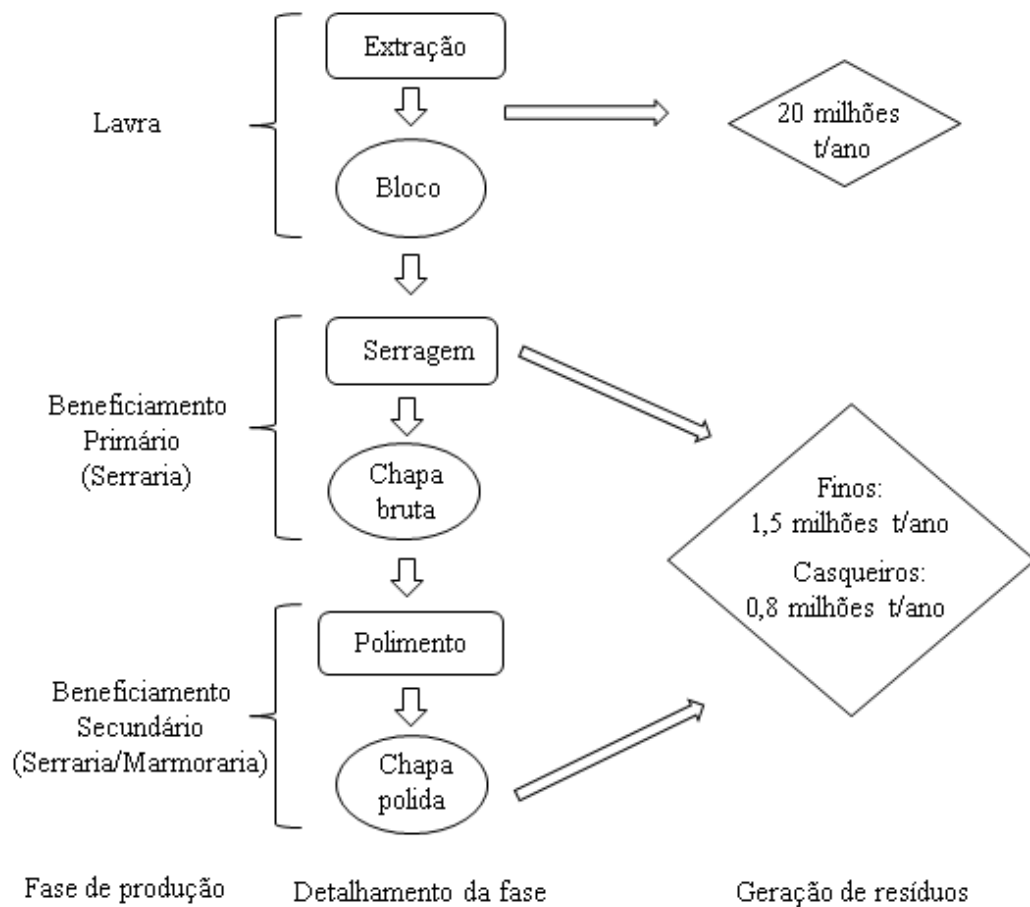 Extração
Lavra
20 milhões
t/ano
Bloco
Serragem
Beneficiamento
Primário
(Serraria)
Chapa
bruta
Finos:
1,5 milhões t/ano
Casqueiros:
0,8 milhões t/ano
Polimento
Beneficiamento
Secundário
(Serraria/Marmoraria)
Chapa
polida
Fase de produção
Detalhamento da fase
Geração de resíduos